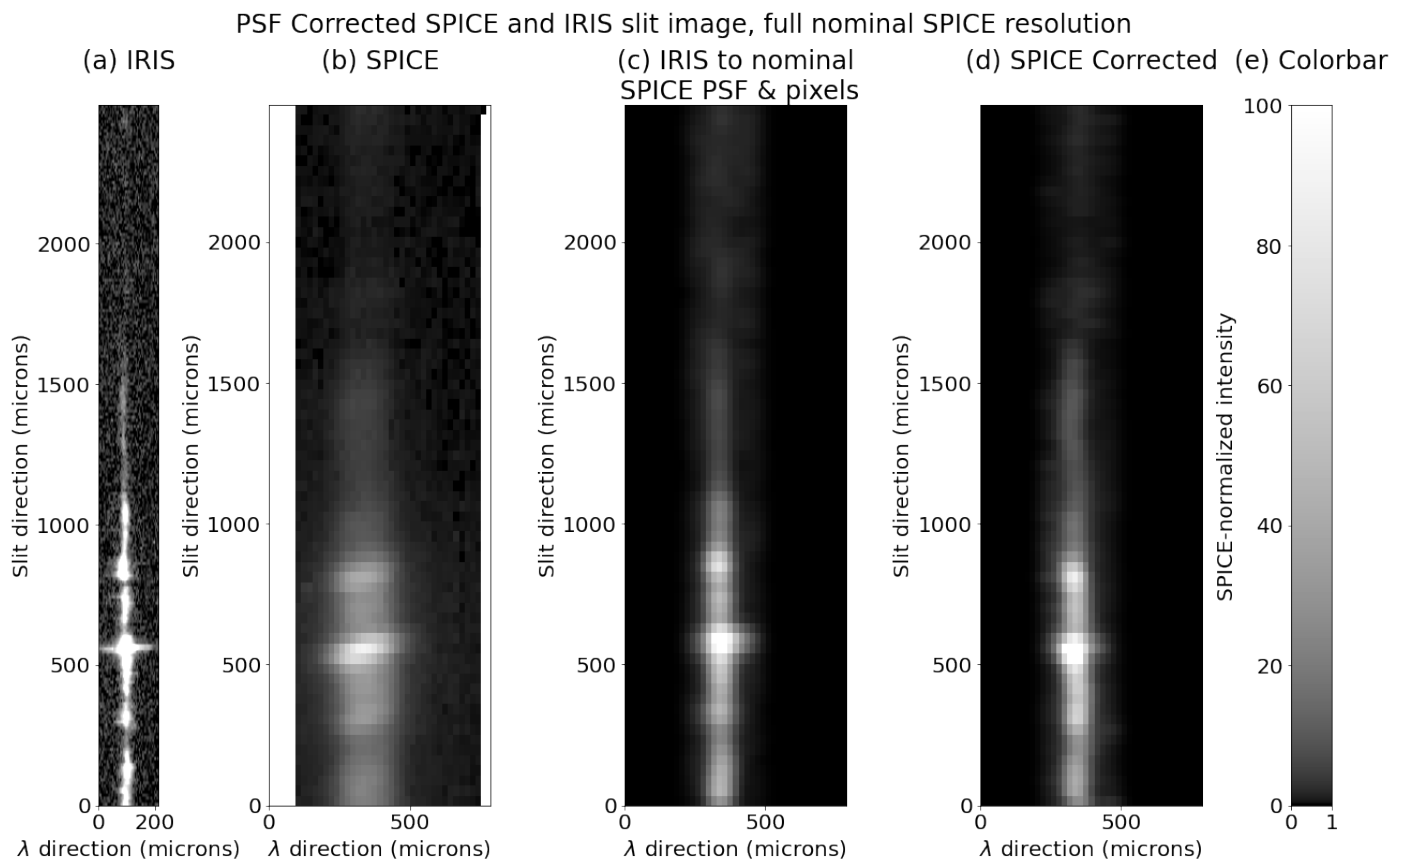 PSF Corrected SPICE and IRIS slit image, full nominal SPICE resolution
(a) IRIS
(b) SPICE
(c) IRIS to nominal
SPICE PSF & pixels
(d) SPICE Corrected
(e) Colorbar
Slit direction (microns)
2000
1500
1000
500
0
0
200
λ direction (microns)
Slit direction (microns)
2000
1500
1000
500
0
0
500
λ direction (microns)
Slit direction (microns)
2000
1500
1000
500
0
0
500
λ direction (microns)
Slit direction (microns)
2000
1500
1000
500
0
0
500
λ direction (microns)
SPICE-normalized intensity
100
80
60
40
20
0
0
1